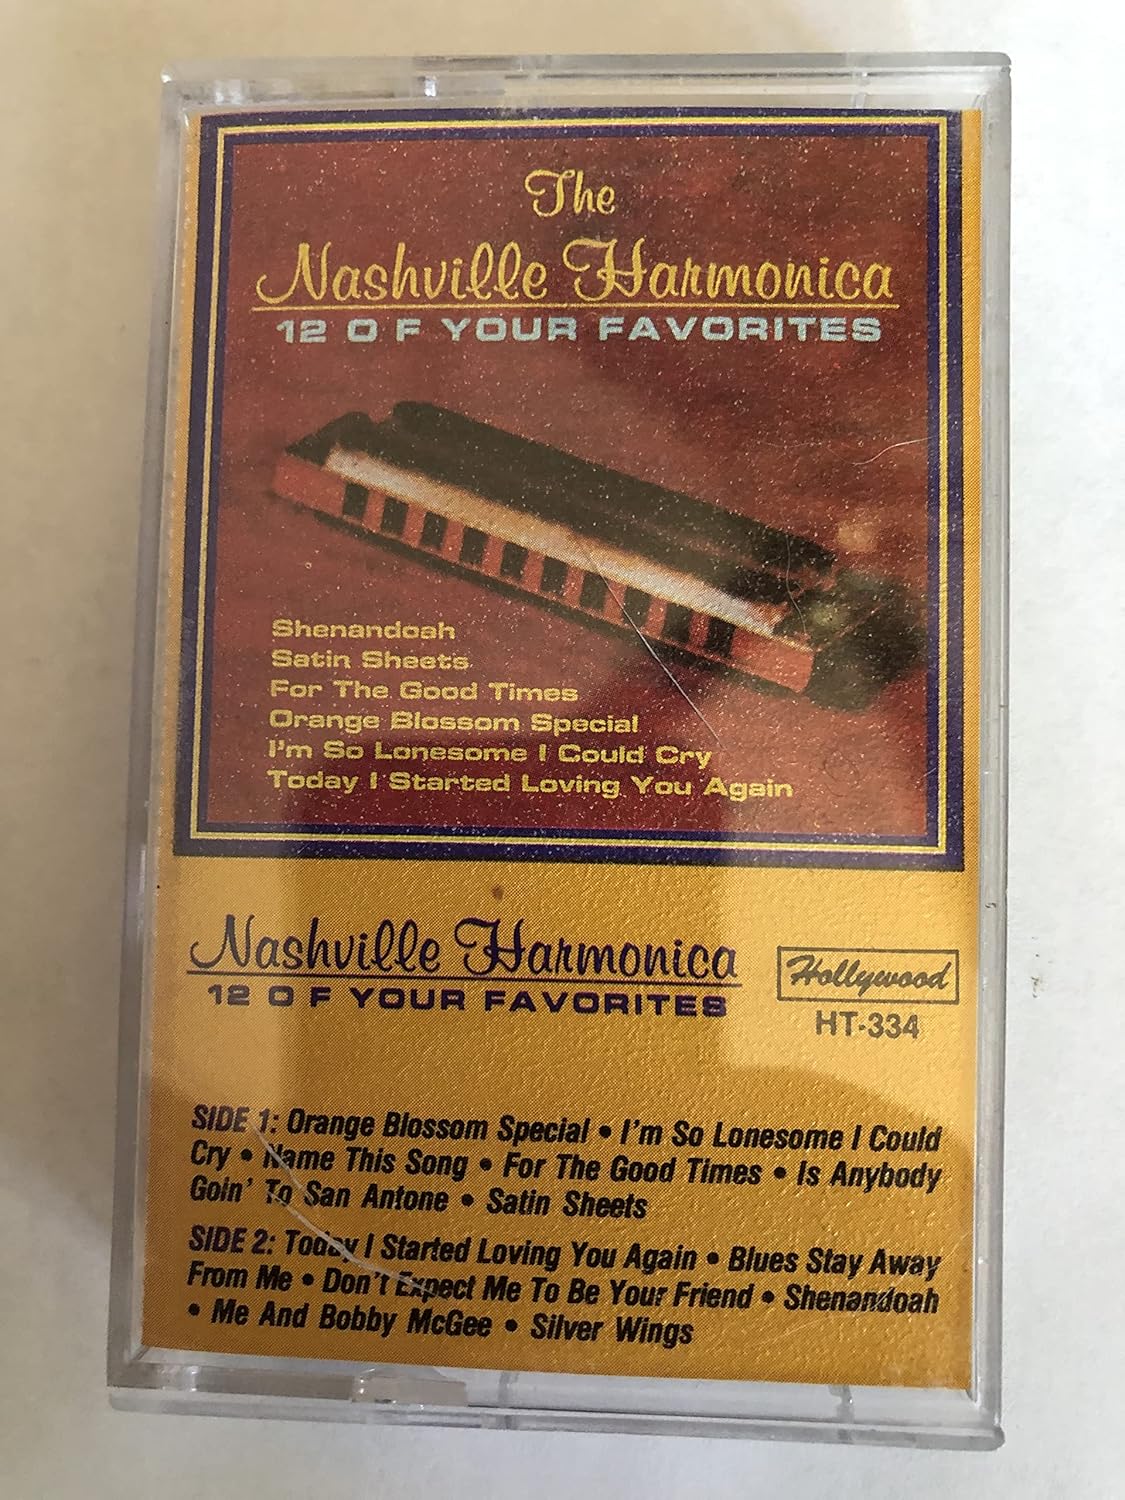 The
Nashville Harmonica
12 O F YOUR FAVORITES
Shenandoah
Satin Sheets
For The Good Times
Orange Blossom Special
I'm So Lonesome I Could Cry
Today I Started Loving You Again
Nashville Harmonica
12 O F YOUR FAVORITES
Hollywood
HT-334
SIDE 1: Orange Blossom Special • I'm So Lonesome I Could
Cry • Name This Song • For The Good Times • Is Anybody
Goin' To San Antone • Satin Sheets
SIDE 2: Today I Started Loving You Again • Blues Stay Away
From Me • Don't Expect Me To Be Your Friend • Shenandoah
• Me And Bobby McGee • Silver Wings